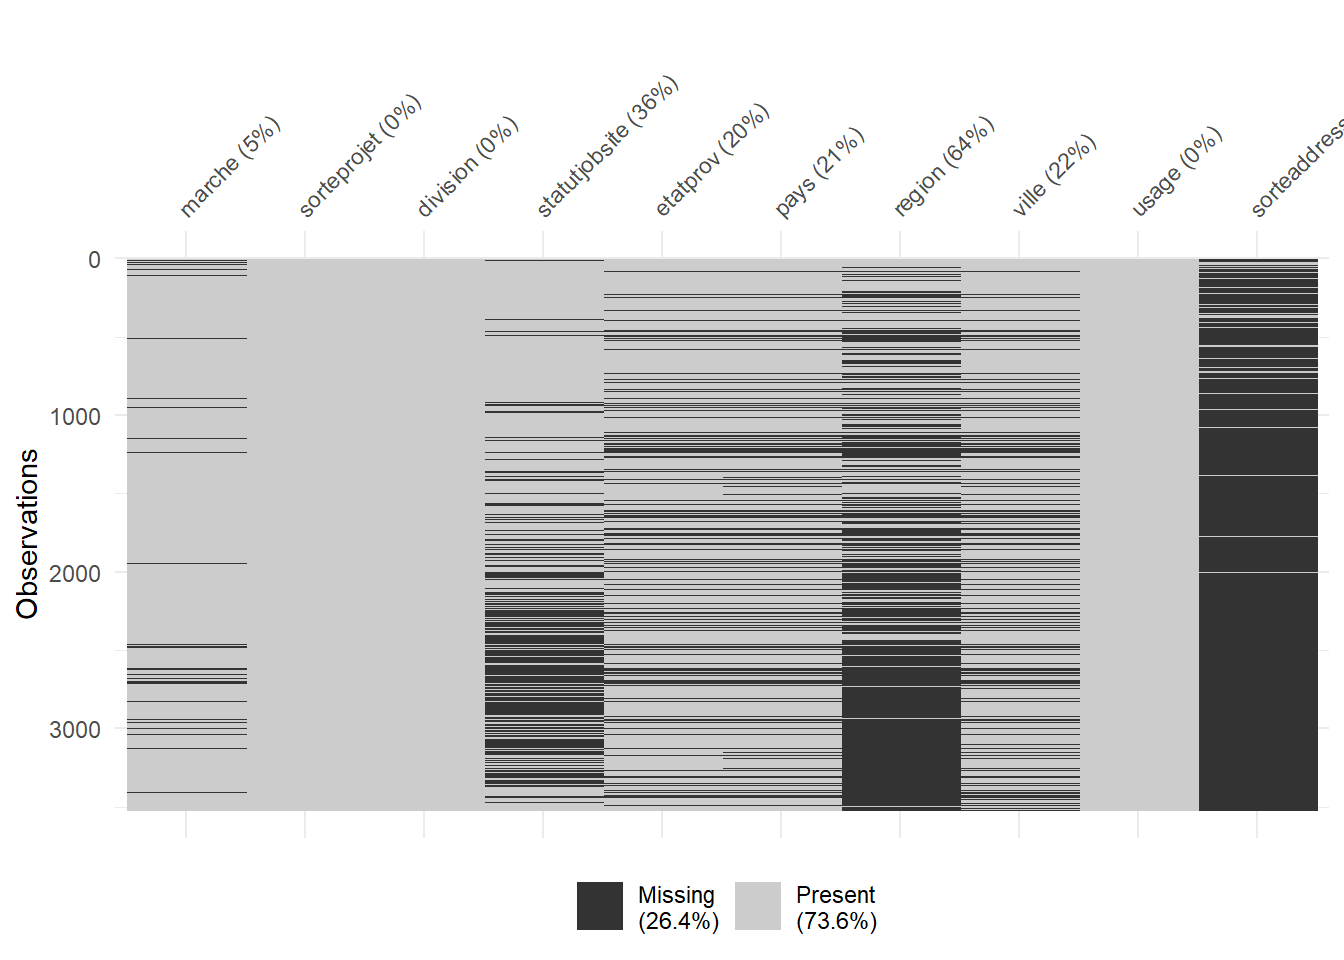 marche (5%)
sorteprojet (0%)
division (0%)
statutjobsite (36%)
etatprov (20%)
pays (21%)
region (64%)
ville (22%)
usage (0%)
sorteaddress
0
1000
2000
3000
Observations
Missing
(26.4%)
Present
(73.6%)